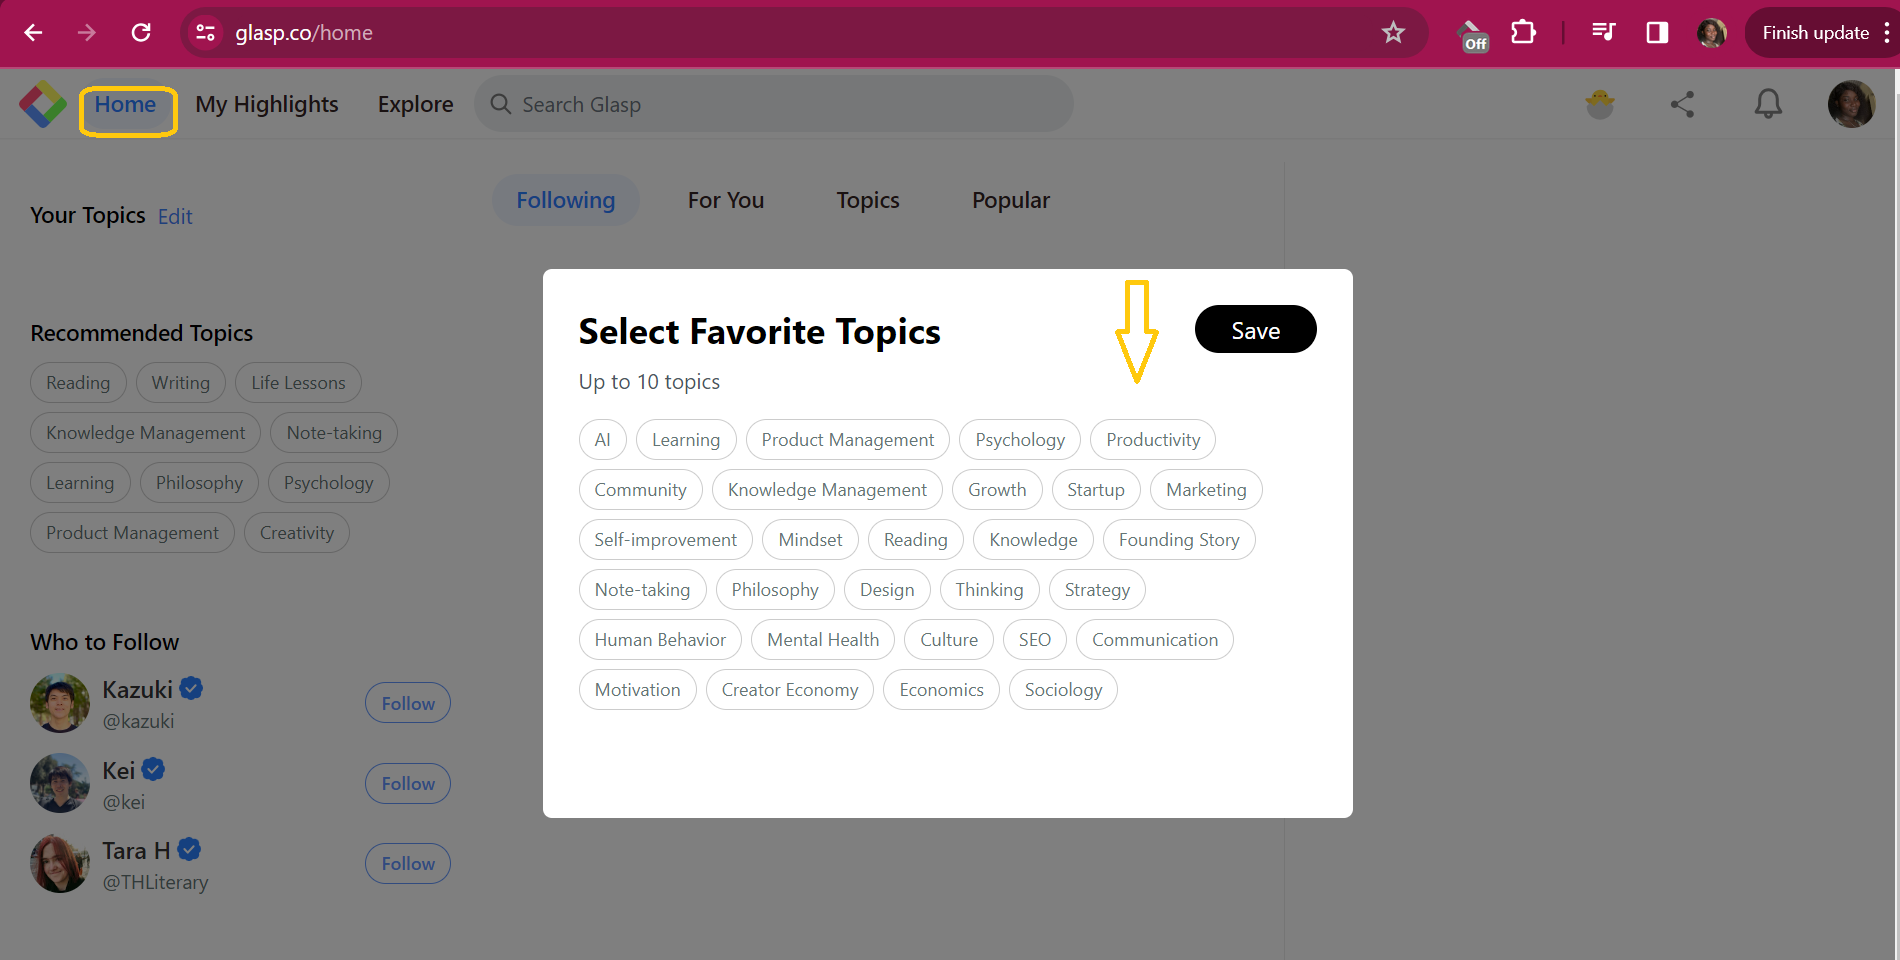 glasp.co/home
Off
Finish update
Home My Highlights Explore Search Glasp
Your Topics Edit
Following For You Topics Popular
Recommended Topics
Reading Writing Life Lessons
Knowledge Management Note-taking
Learning Philosophy Psychology
Product Management Creativity
Who to Follow
Kazuki
@kazuki
Follow
Kei
@kei
Follow
Tara H
@THLiterary
Follow
Select Favorite Topics
Save
Up to 10 topics
AI Learning Product Management Psychology Productivity
Community Knowledge Management Growth Startup Marketing
Self-improvement Mindset Reading Knowledge Founding Story
Note-taking Philosophy Design Thinking Strategy
Human Behavior Mental Health Culture SEO Communication
Motivation Creator Economy Economics Sociology